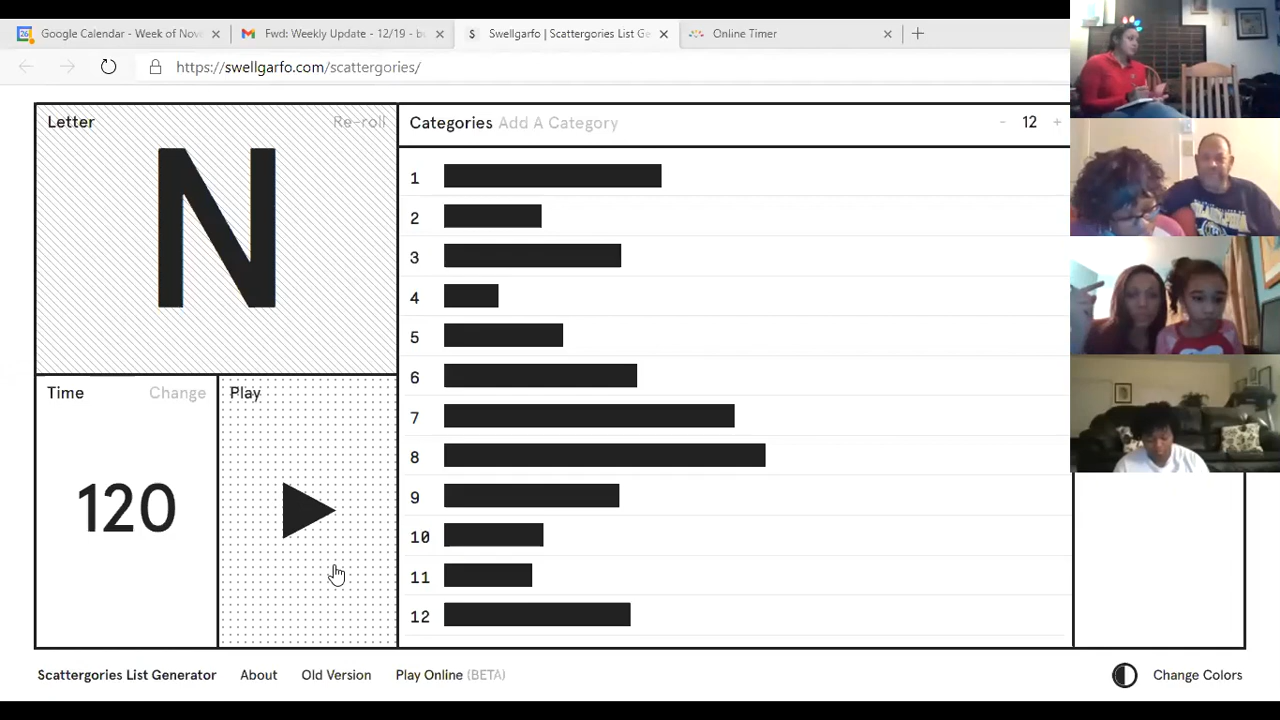 Google Calendar - Week of Nov
Fwd: Weekly Update - 12/19 - b
Swellgarfo | Scattergories List Ge
Online Timer
https://swellgarfo.com/scattergories/
Letter
Re-roll
N
Categories Add A Category
- 12 +
1
2
3
4
5
6
7
8
9
10
11
12
Time
Change
120
Play
Scattergories List Generator
About
Old Version
Play Online (BETA)
Change Colors